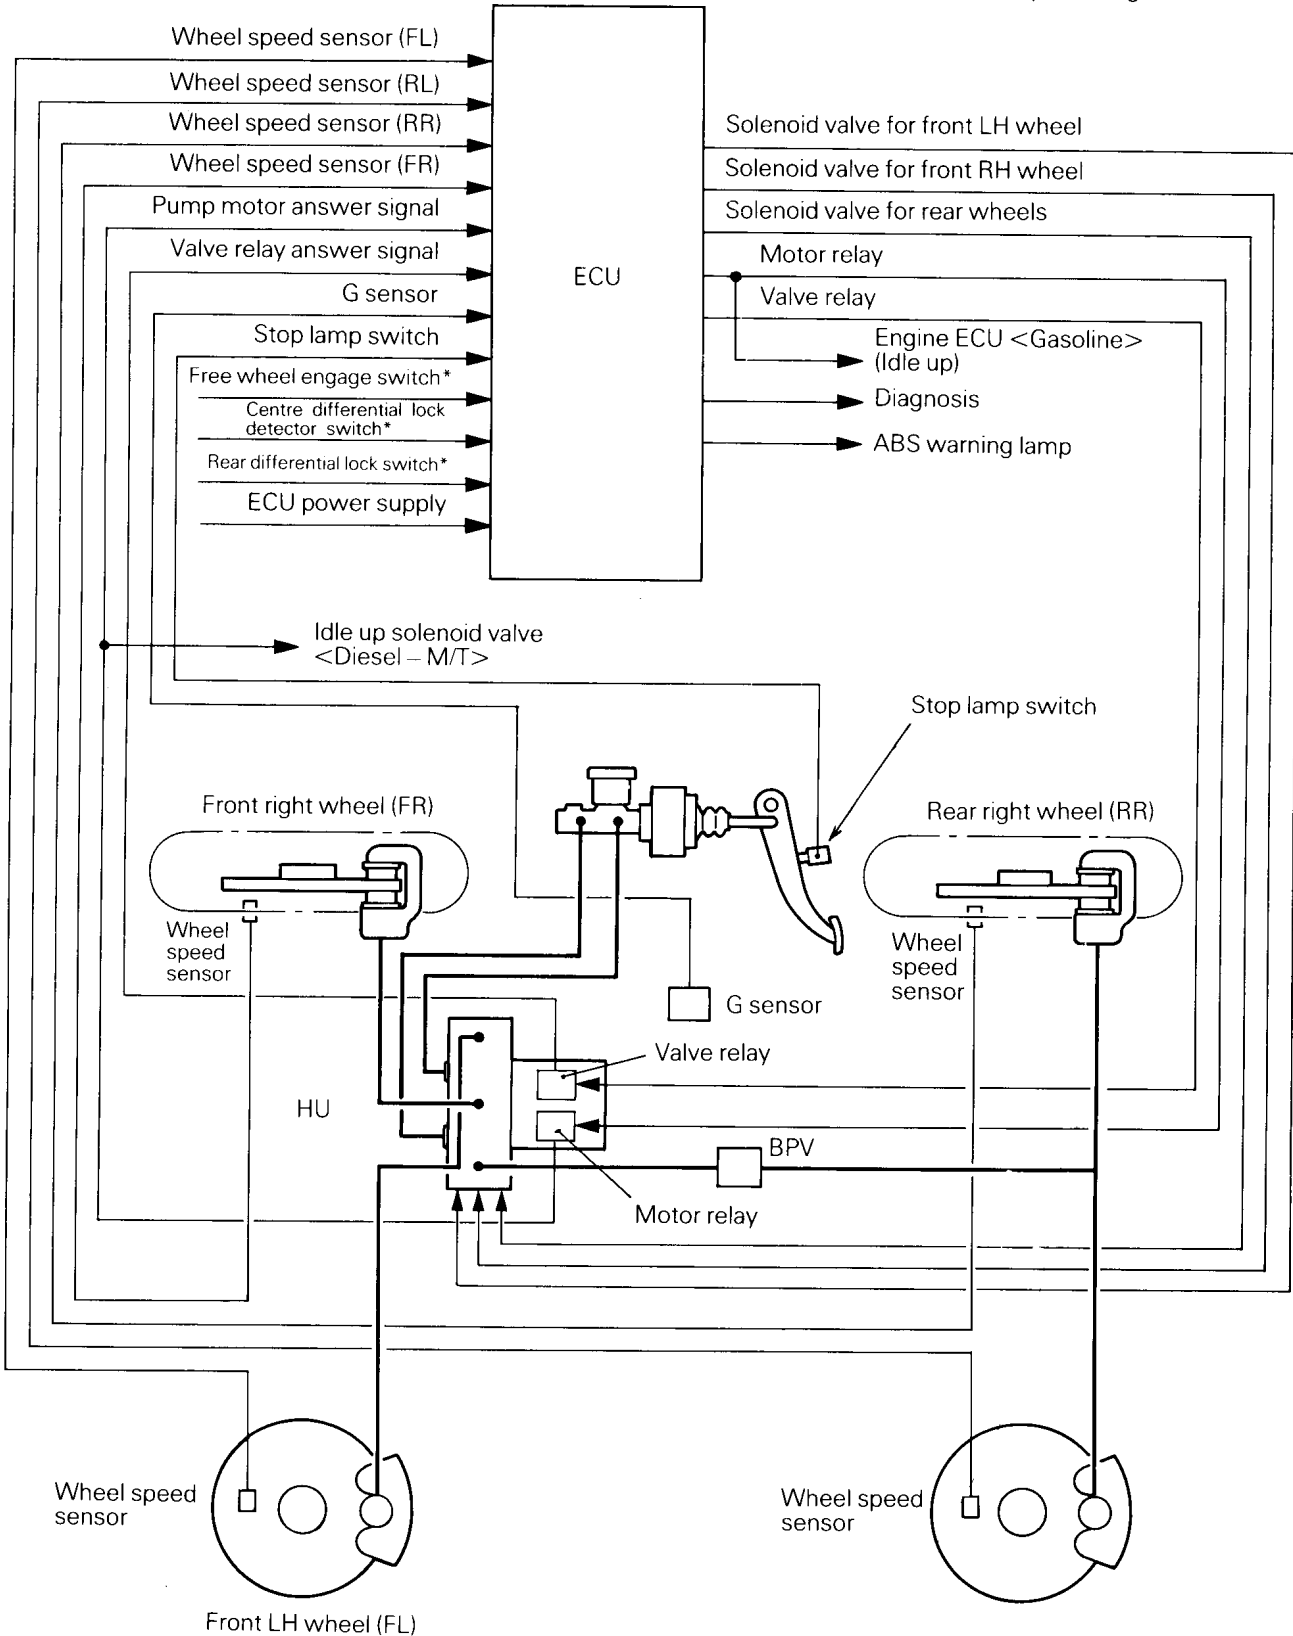 Wheel speed sensor (FL)
Wheel speed sensor (RL)
Wheel speed sensor (RR)
Wheel speed sensor (FR)
Pump motor answer signal
Valve relay answer signal
G sensor
Stop lamp switch
Free wheel engage switch*
Centre differential lock
detector switch*
Rear differential lock switch*
ECU power supply
ECU
Solenoid valve for front LH wheel
Solenoid valve for front RH wheel
Solenoid valve for rear wheels
Motor relay
Valve relay
Engine ECU <Gasoline>
(Idle up)
Diagnosis
ABS warning lamp
Idle up solenoid valve
<Diesel – M/T>
Stop lamp switch
Front right wheel (FR)
Rear right wheel (RR)
Wheel
speed
sensor
Wheel
speed
sensor
G sensor
Valve relay
HU
BPV
Motor relay
Wheel speed
sensor
Wheel speed
sensor
Front LH wheel (FL)